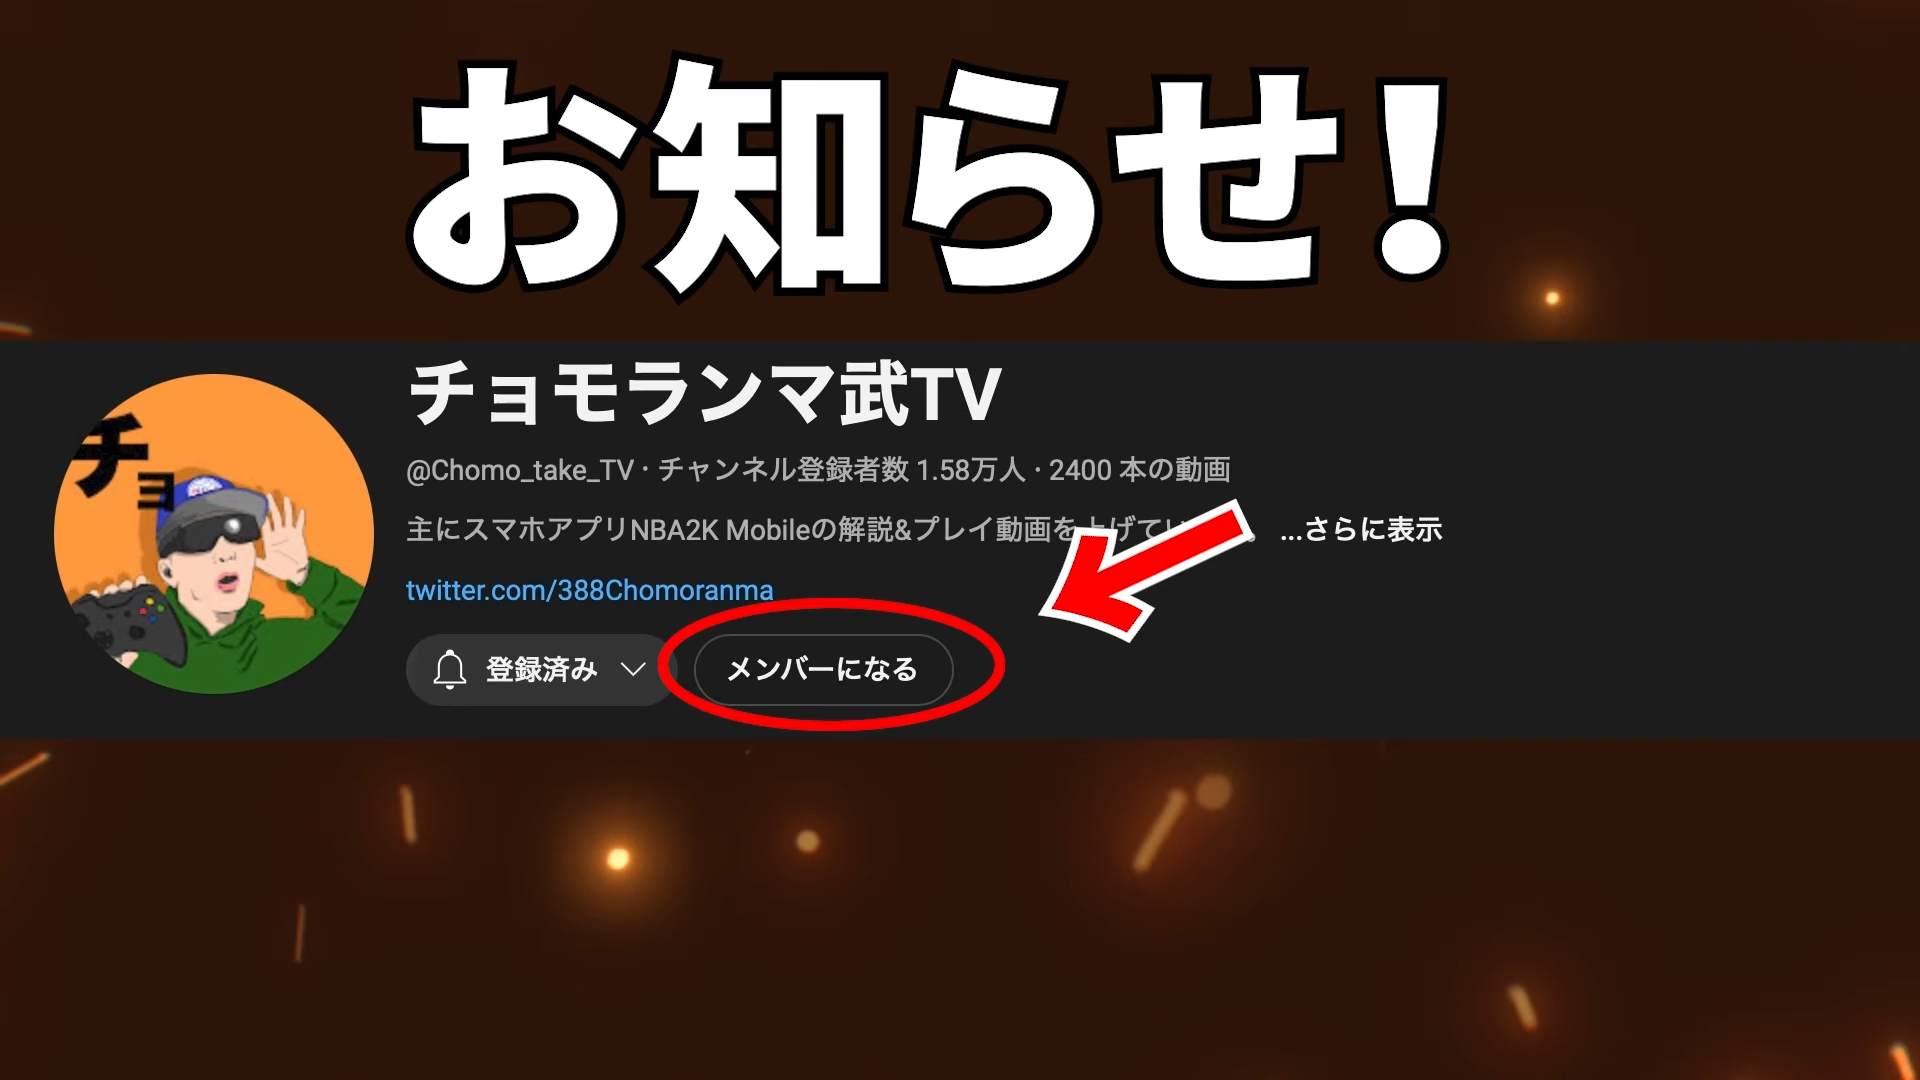 お知らせ!
チョモランマ武TV
チョ
@Chomo_take_TV · チャンネル登録者数 1.58万人 · 2400 本の動画
主にスマホアプリNBA2K Mobileの解説&プレイ動画を上げてい ...さらに表示
twitter.com/388Chomoranma
登録済み
メンバーになる